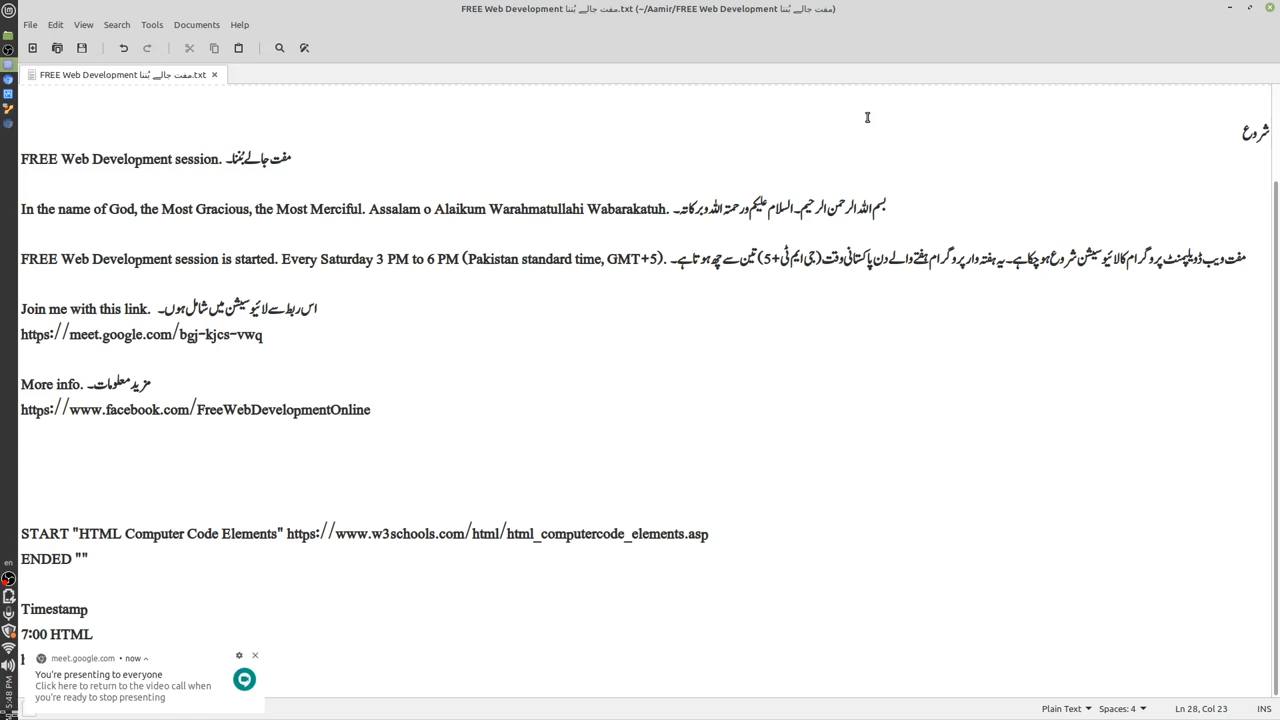 FREE Web Development مفت جالے بُننا.txt (~/Aamir/FREE Web Development مفت جالے بُننا)
File Edit View Search Tools Documents Help
FREE Web Development مفت جالے بُننا.txt
شروع
FREE Web Development session. مفت جالے بُننا۔
In the name of God, the Most Gracious, the Most Merciful. Assalam o Alaikum Warahmatullahi Wabarakatuh. بسم اللہ الرحمن الرحیم۔ السلام علیکم ورحمتہ اللہ وبرکاتہ۔
FREE Web Development session is started. Every Saturday 3 PM to 6 PM (Pakistan standard time, GMT+5). مفت ویب ڈویلپمنٹ پروگرام کا لائیو سیشن شروع ہو چکا ہے۔ یہ ہفتہ وار پروگرام ہفتے والے دن پاکستانی وقت (جی ایم ٹی+5) تین سے چھ ہوتا ہے۔
Join me with this link. اس ربط سے لائیو سیشن میں شامل ہوں۔
https://meet.google.com/bgj-kjcs-vwq
More info. مزید معلومات۔
https://www.facebook.com/FreeWebDevelopmentOnline
START "HTML Computer Code Elements" https://www.w3schools.com/html/html_computercode_elements.asp
ENDED ""
Timestamp
7:00 HTML
meet.google.com • now
You're presenting to everyone
Click here to return to the video call when
you're ready to stop presenting
en
5:48 PM
Plain Text Spaces: 4 Ln 28, Col 23 INS